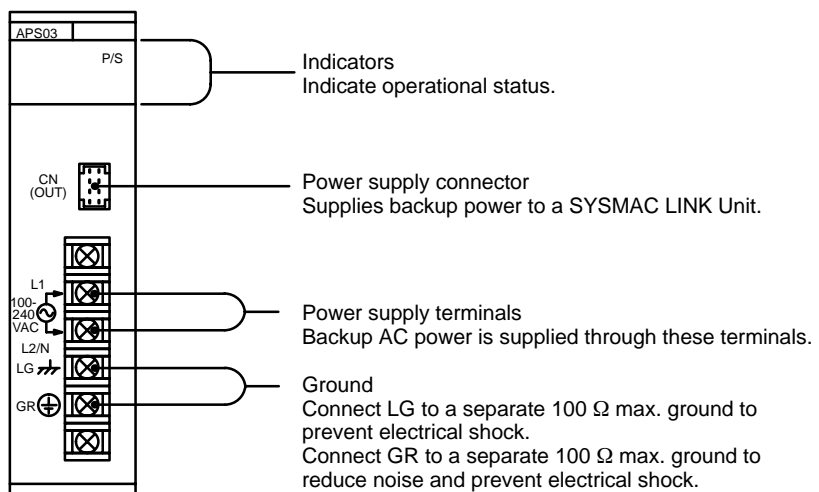 APS03
P/S
Indicators
Indicate operational status.
CN
(OUT)
Power supply connector
Supplies backup power to a SYSMAC LINK Unit.
L1
100-
240
VAC
L2/N
Power supply terminals
Backup AC power is supplied through these terminals.
LG
GR
Ground
Connect LG to a separate 100 Ω max. ground to
prevent electrical shock.
Connect GR to a separate 100 Ω max. ground to
reduce noise and prevent electrical shock.